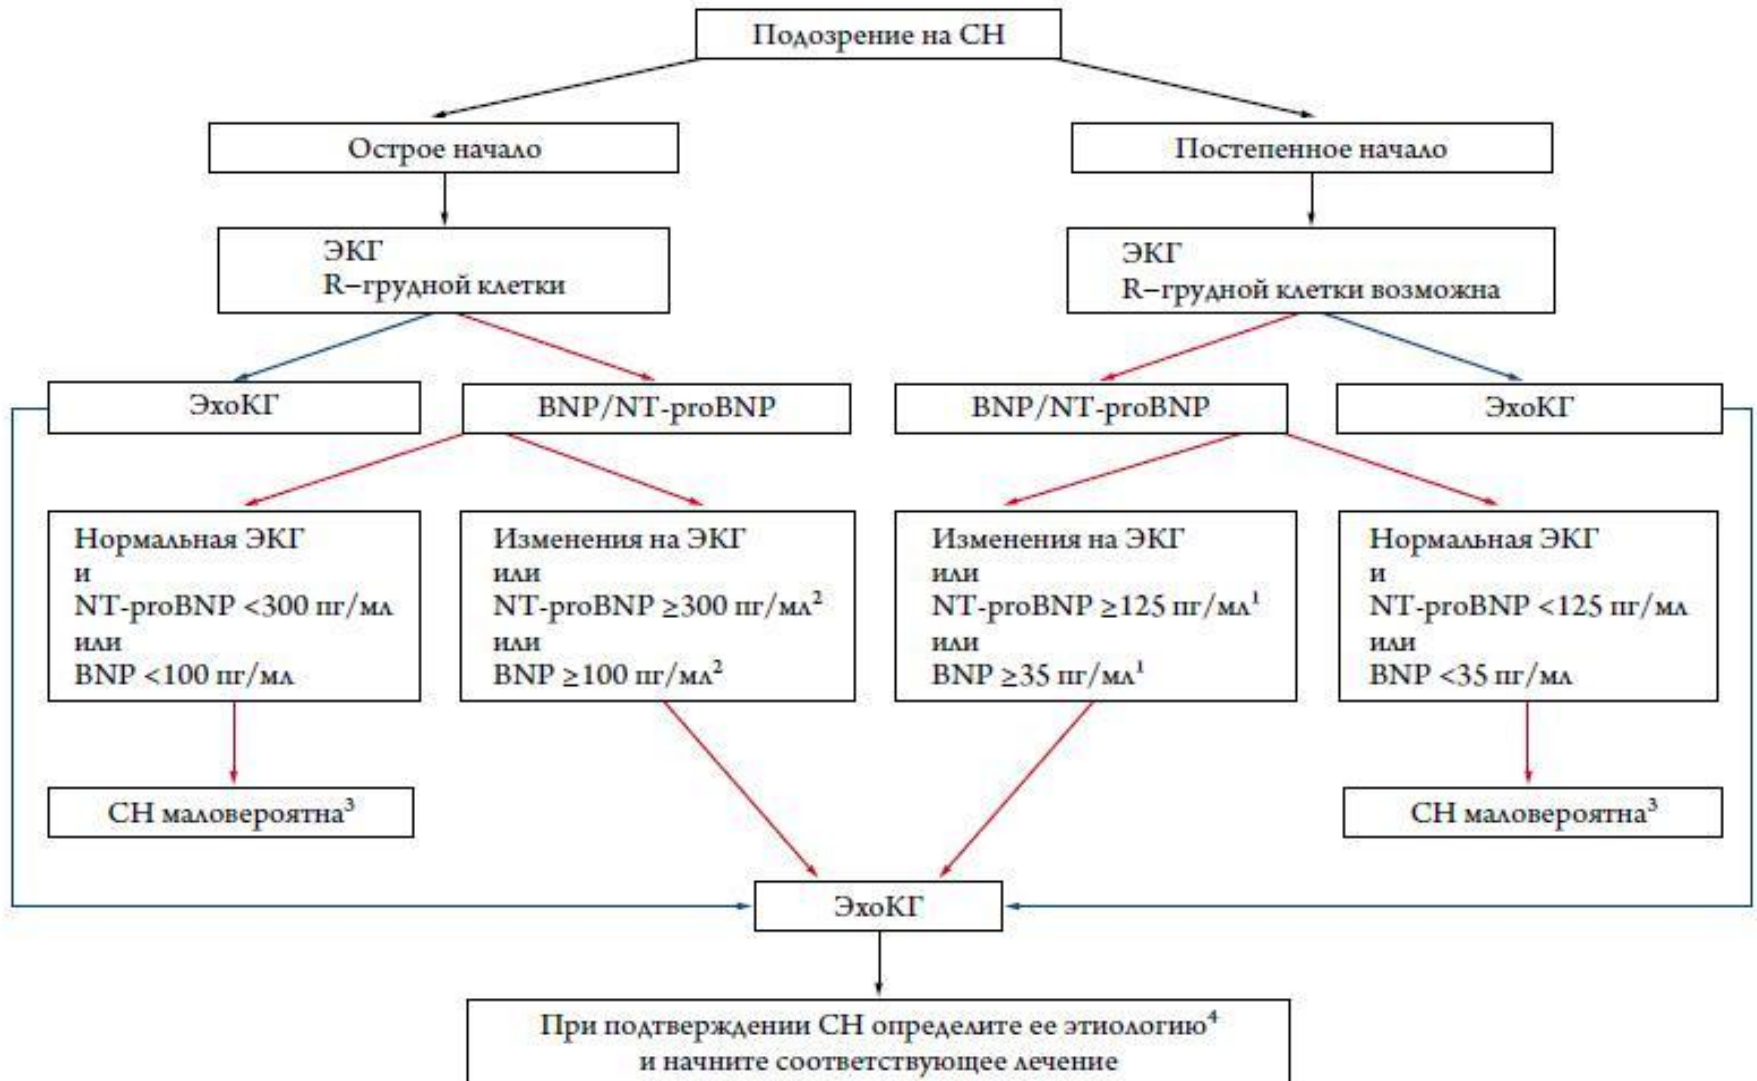 Подозрение на СН
Острое начало
Постепенное начало
ЭКГ
R–грудной клетки
ЭКГ
R–грудной клетки возможна
ЭхоКГ
BNP/NT-proBNP
BNP/NT-proBNP
ЭхоКГ
Нормальная ЭКГ
и
NT-proBNP <300 пг/мл
или
BNP <100 пг/мл
Изменения на ЭКГ
или
NT-proBNP ≥300 пг/мл²
или
BNP ≥100 пг/мл²
Изменения на ЭКГ
или
NT-proBNP ≥125 пг/мл¹
или
BNP ≥35 пг/мл¹
Нормальная ЭКГ
и
NT-proBNP <125 пг/мл
или
BNP <35 пг/мл
СН маловероятна³
СН маловероятна³
ЭхоКГ
При подтверждении СН определите ее этиологию⁴
и начните соответствующее лечение